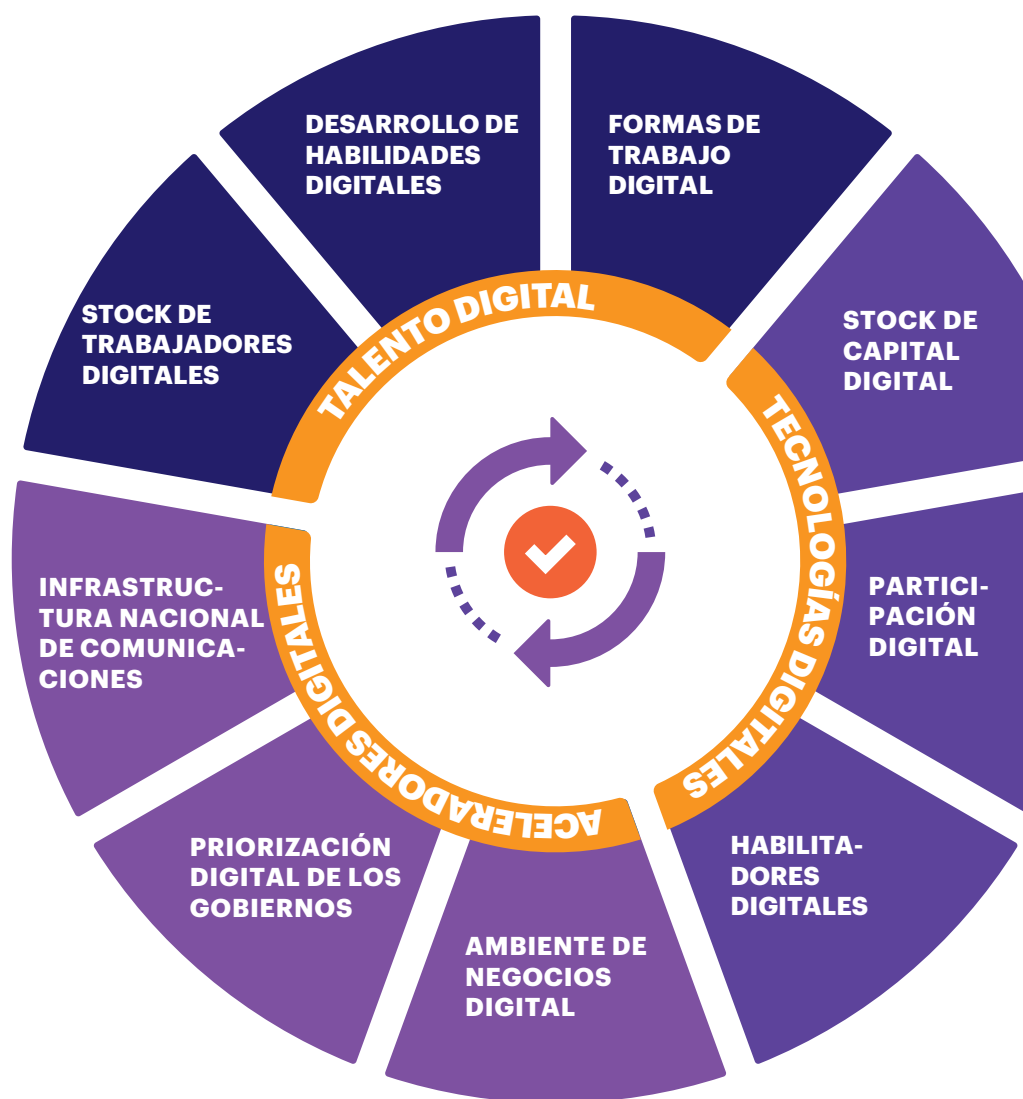 DESARROLLO DE
HABILIDADES
DIGITALES
FORMAS DE
TRABAJO
DIGITAL
STOCK DE
TRABAJADORES
DIGITALES
STOCK DE
CAPITAL
DIGITAL
TALENTO DIGITAL
TECNOLOGÍAS DIGITALES
ACELERADORES DIGITALES
INFRASTRUC-
TURA NACIONAL
DE COMUNICA-
CIONES
PARTICI-
PACIÓN
DIGITAL
PRIORIZACIÓN
DIGITAL DE LOS
GOBIERNOS
HABILITA-
DORES
DIGITALES
AMBIENTE DE
NEGOCIOS
DIGITAL